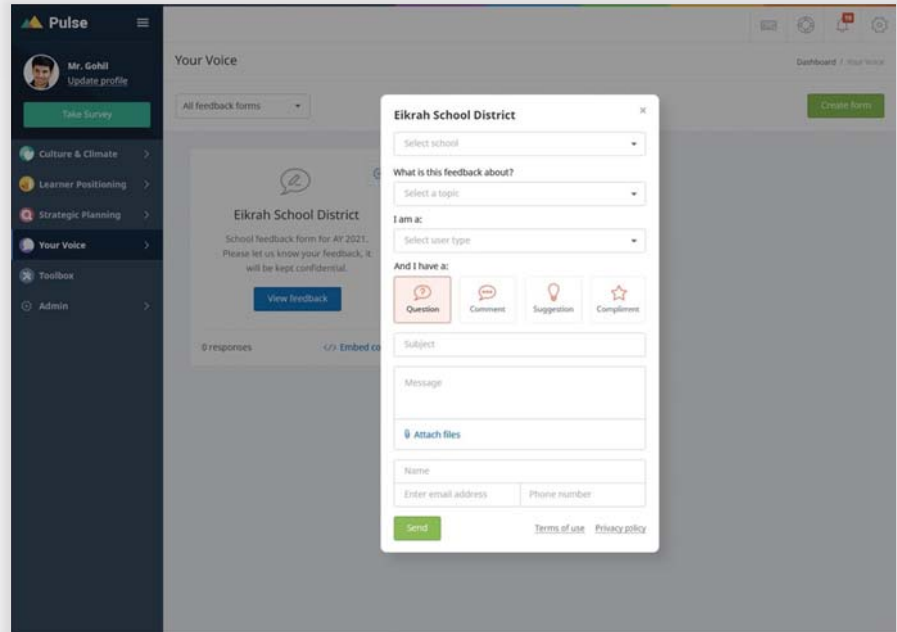 Pulse
Mr. Gohil
Update profile
Take Survey
Culture & Climate
Learner Positioning
Strategic Planning
Your Voice
Toolbox
Admin
Your Voice
Dashboard / Your Voice
All feedback forms
Create form
Eikrah School District
School feedback form for AY 2021.
Please let us know your feedback, it
will be kept confidential.
View feedback
0 responses
</> Embed co
Eikrah School District
×
Select school
What is this feedback about?
Select a topic
I am a:
Select user type
And I have a:
Question
Comment
Suggestion
Compliment
Subject
Message
Attach files
Name
Enter email address
Phone number
Send
Terms of use
Privacy policy